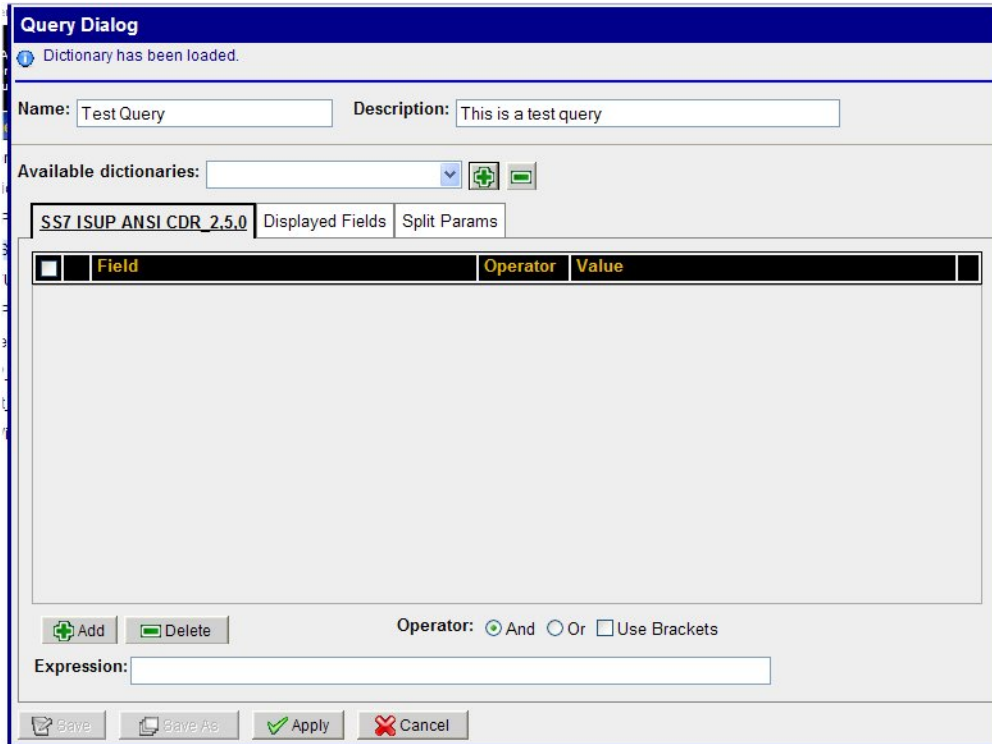 Query Dialog
Dictionary has been loaded.
Name: Test Query Description: This is a test query
Available dictionaries:
SS7 ISUP ANSI CDR_2,5,0 Displayed Fields Split Params
Field Operator Value
Add Delete Operator: And Or Use Brackets
Expression:
Save Save As Apply Cancel